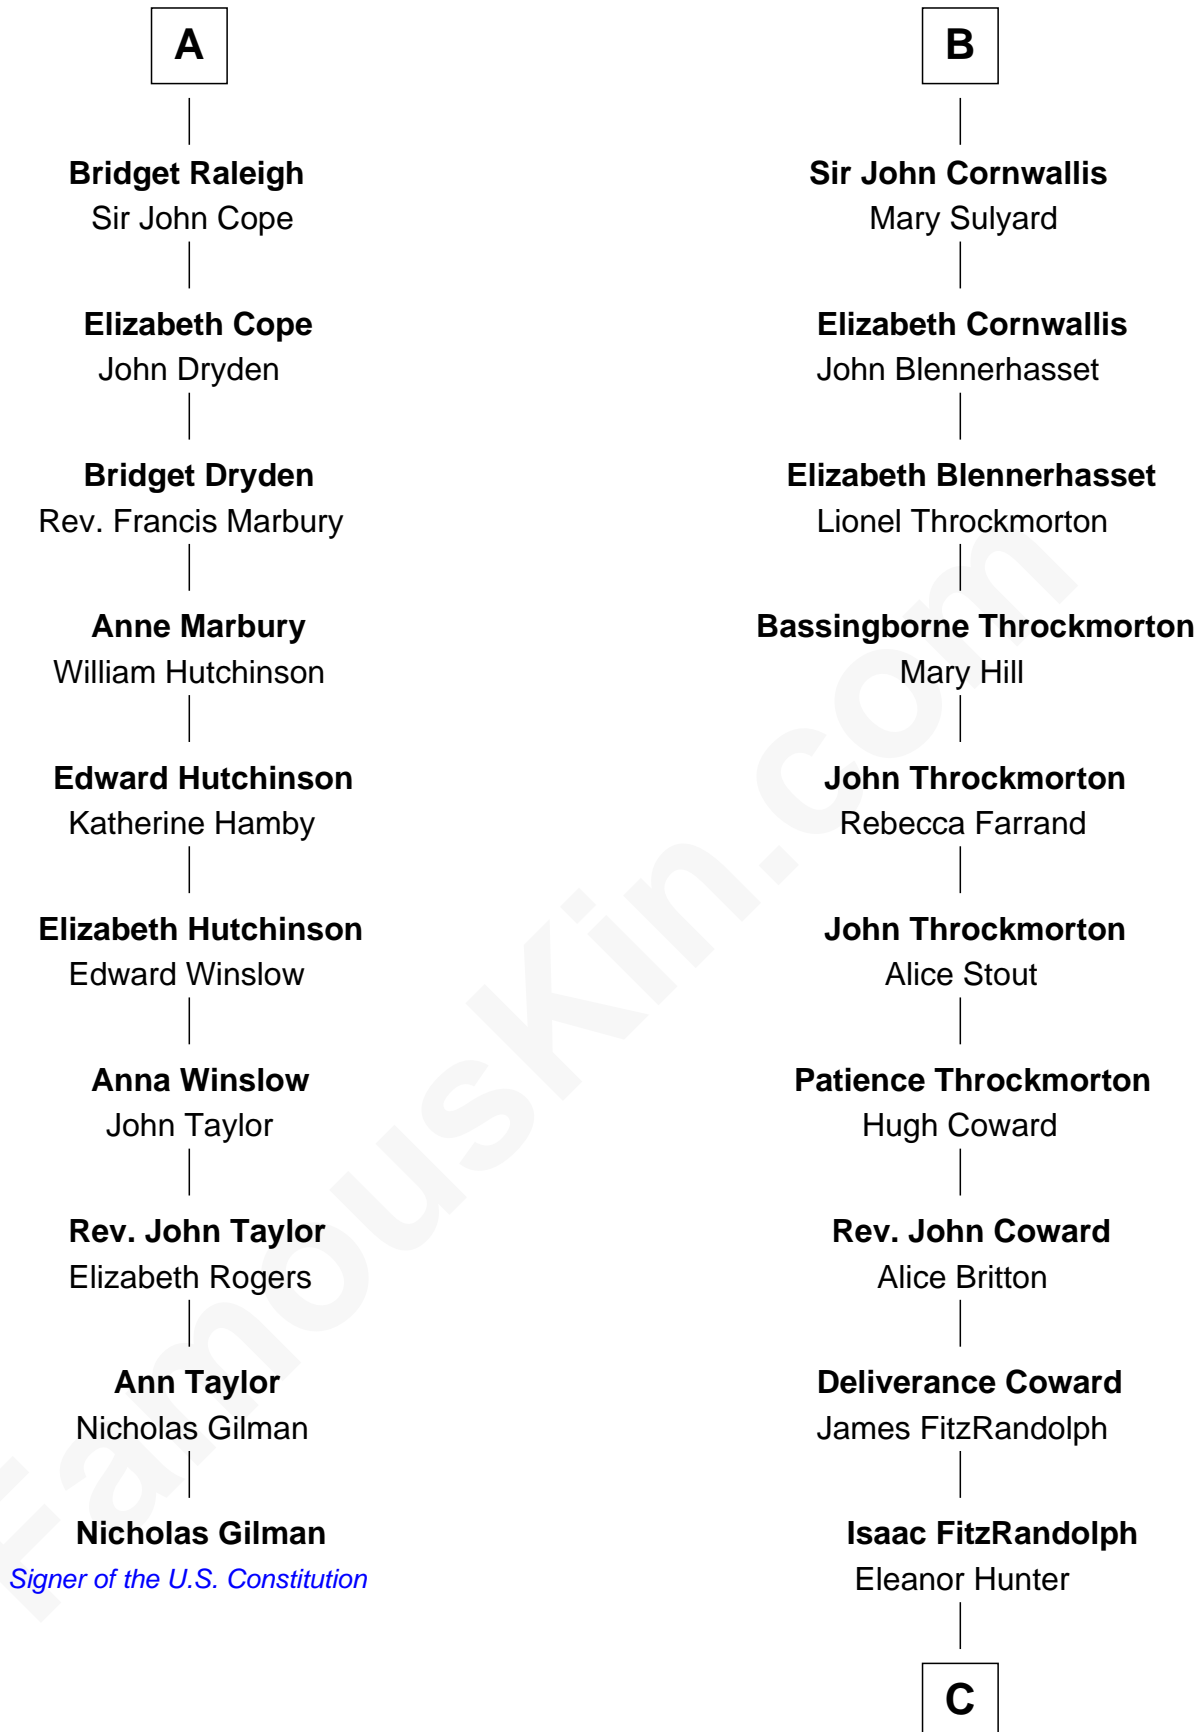 A
Bridget Raleigh
Sir John Cope
Elizabeth Cope
John Dryden
Bridget Dryden
Rev. Francis Marbury
Anne Marbury
William Hutchinson
Edward Hutchinson
Katherine Hamby
Elizabeth Hutchinson
Edward Winslow
Anna Winslow
John Taylor
Rev. John Taylor
Elizabeth Rogers
Ann Taylor
Nicholas Gilman
Nicholas Gilman
Signer of the U.S. Constitution
B
Sir John Cornwallis
Mary Sulyard
Elizabeth Cornwallis
John Blennerhasset
Elizabeth Blennerhasset
Lionel Throckmorton
Bassingborne Throckmorton
Mary Hill
John Throckmorton
Rebecca Farrand
John Throckmorton
Alice Stout
Patience Throckmorton
Hugh Coward
Rev. John Coward
Alice Britton
Deliverance Coward
James FitzRandolph
Isaac FitzRandolph
Eleanor Hunter
C
FamousKin.com